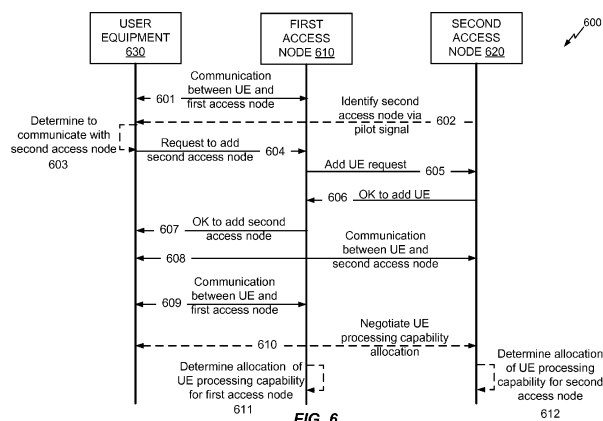 USER
EQUIPMENT
630
FIRST
ACCESS
NODE 610
SECOND
ACCESS
NODE 620
600
Communication
between UE and
first access node
601
Identify second
access node via
pilot signal
602
Determine to
communicate with
second access node
603
Request to add
second access node
604
Add UE request
605
606
OK to add UE
607
OK to add second
access node
608
Communication
between UE and
second access node
609
Communication
between UE and
first access node
610
Negotiate UE
processing capability
allocation
Determine allocation of
UE processing capability
for first access node
611
Determine allocation
of UE processing
capability for second
access node
612
FIG. 6